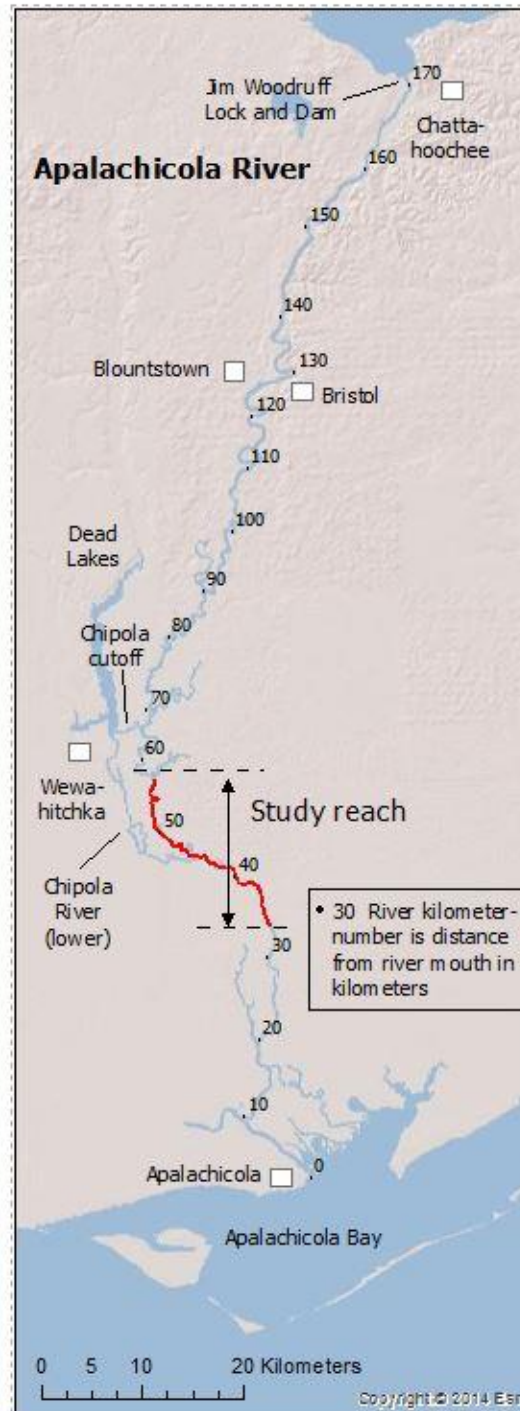 170
Jim Woodruff
Lock and Dam
Chatta-
hoochee
160
Apalachicola River
150
140
Blountstown
130
Bristol
120
110
100
Dead
Lakes
90
80
Chipola
cutoff
70
60
Wewa-
hitchka
Study reach
50
40
Chipola
River
(lower)
• 30 River kilometer-
number is distance
from river mouth in
kilometers
30
20
10
Apalachicola
0
Apalachicola Bay
0 5 10 20 Kilometers
Copyright © 2014 Esri